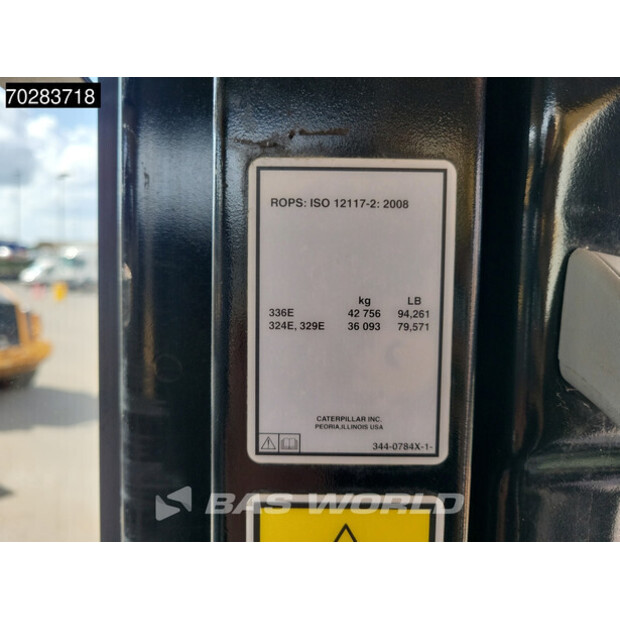 70283718
ROPS: ISO 12117-2: 2008
kg LB
336E 42 756 94,261
324E, 329E 36 093 79,571
CATERPILLAR INC.
PEORIA,ILLINOIS USA
344-0784X-1-
BAS WORLD